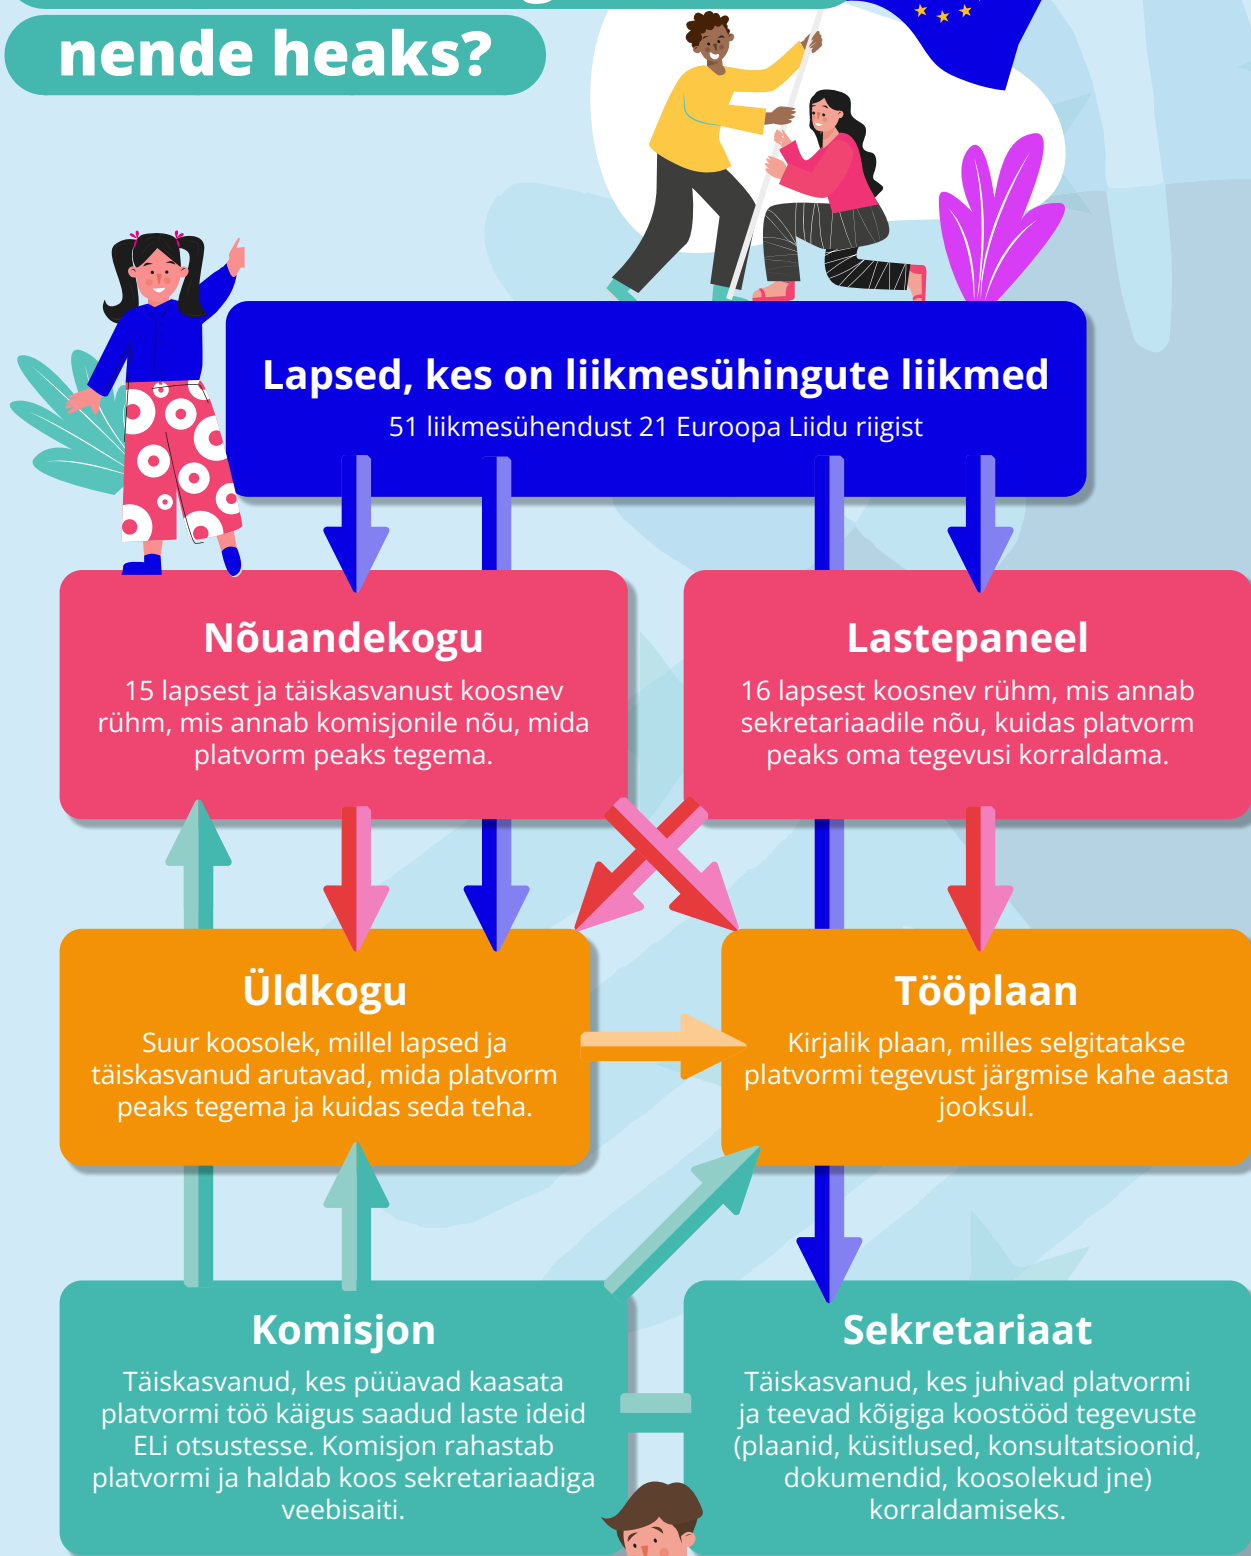 nende heaks?
Lapsed, kes on liikmesühingute liikmed
51 liikmesühendust 21 Euroopa Liidu riigist
Nõuandekogu
15 lapsest ja täiskasvanust koosnev
rühm, mis annab komisjonile nõu, mida
platvorm peaks tegema.
Lastepaneel
16 lapsest koosnev rühm, mis annab
sekretariaadile nõu, kuidas platvorm
peaks oma tegevusi korraldama.
Üldkogu
Suur koosolek, millel lapsed ja
täiskasvanud arutavad, mida platvorm
peaks tegema ja kuidas seda teha.
Tööplaan
Kirjalik plaan, milles selgitatakse
platvormi tegevust järgmise kahe aasta
jooksul.
Komisjon
Täiskasvanud, kes püüavad kaasata
platvormi töö käigus saadud laste ideid
ELi otsustesse. Komisjon rahastab
platvormi ja haldab koos sekretariaadiga
veebisaiti.
Sekretariaat
Täiskasvanud, kes juhivad platvormi
ja teevad kõigiga koostööd tegevuste
(plaanid, küsitlused, konsultatsioonid,
dokumendid, koosolekud jne)
korraldamiseks.